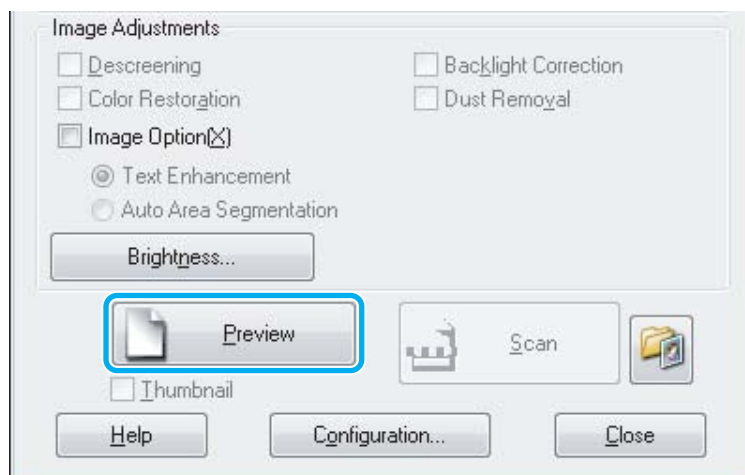 Image Adjustments
Descreening Backlight Correction
Color Restoration Dust Removal
Image Option(X)
Text Enhancement
Auto Area Segmentation
Brightness...
Preview Scan
Thumbnail
Help Configuration... Close